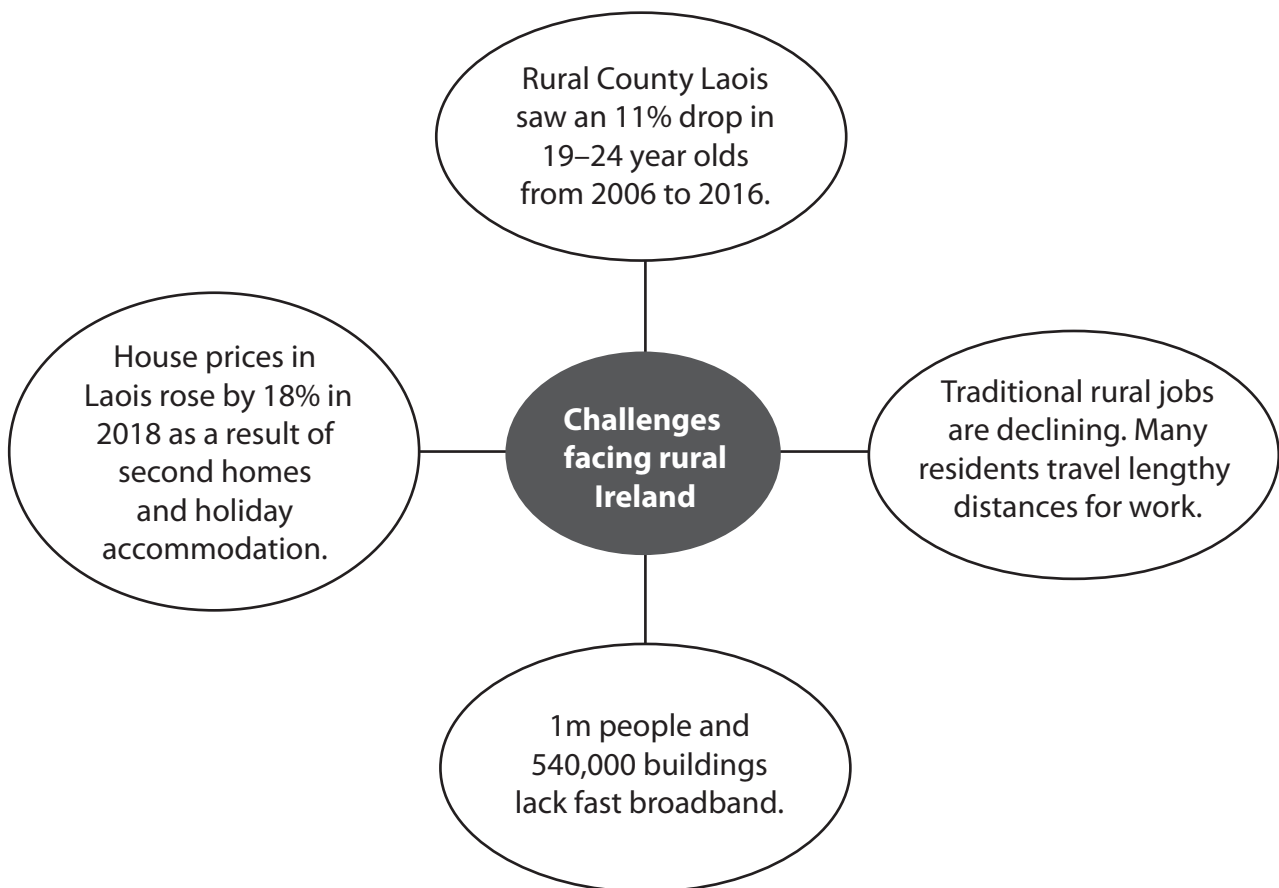 Rural County Laois
saw an 11% drop in
19–24 year olds
from 2006 to 2016.
House prices in
Laois rose by 18% in
2018 as a result of
second homes
and holiday
accommodation.
Challenges
facing rural
Ireland
Traditional rural jobs
are declining. Many
residents travel lengthy
distances for work.
1m people and
540,000 buildings
lack fast broadband.